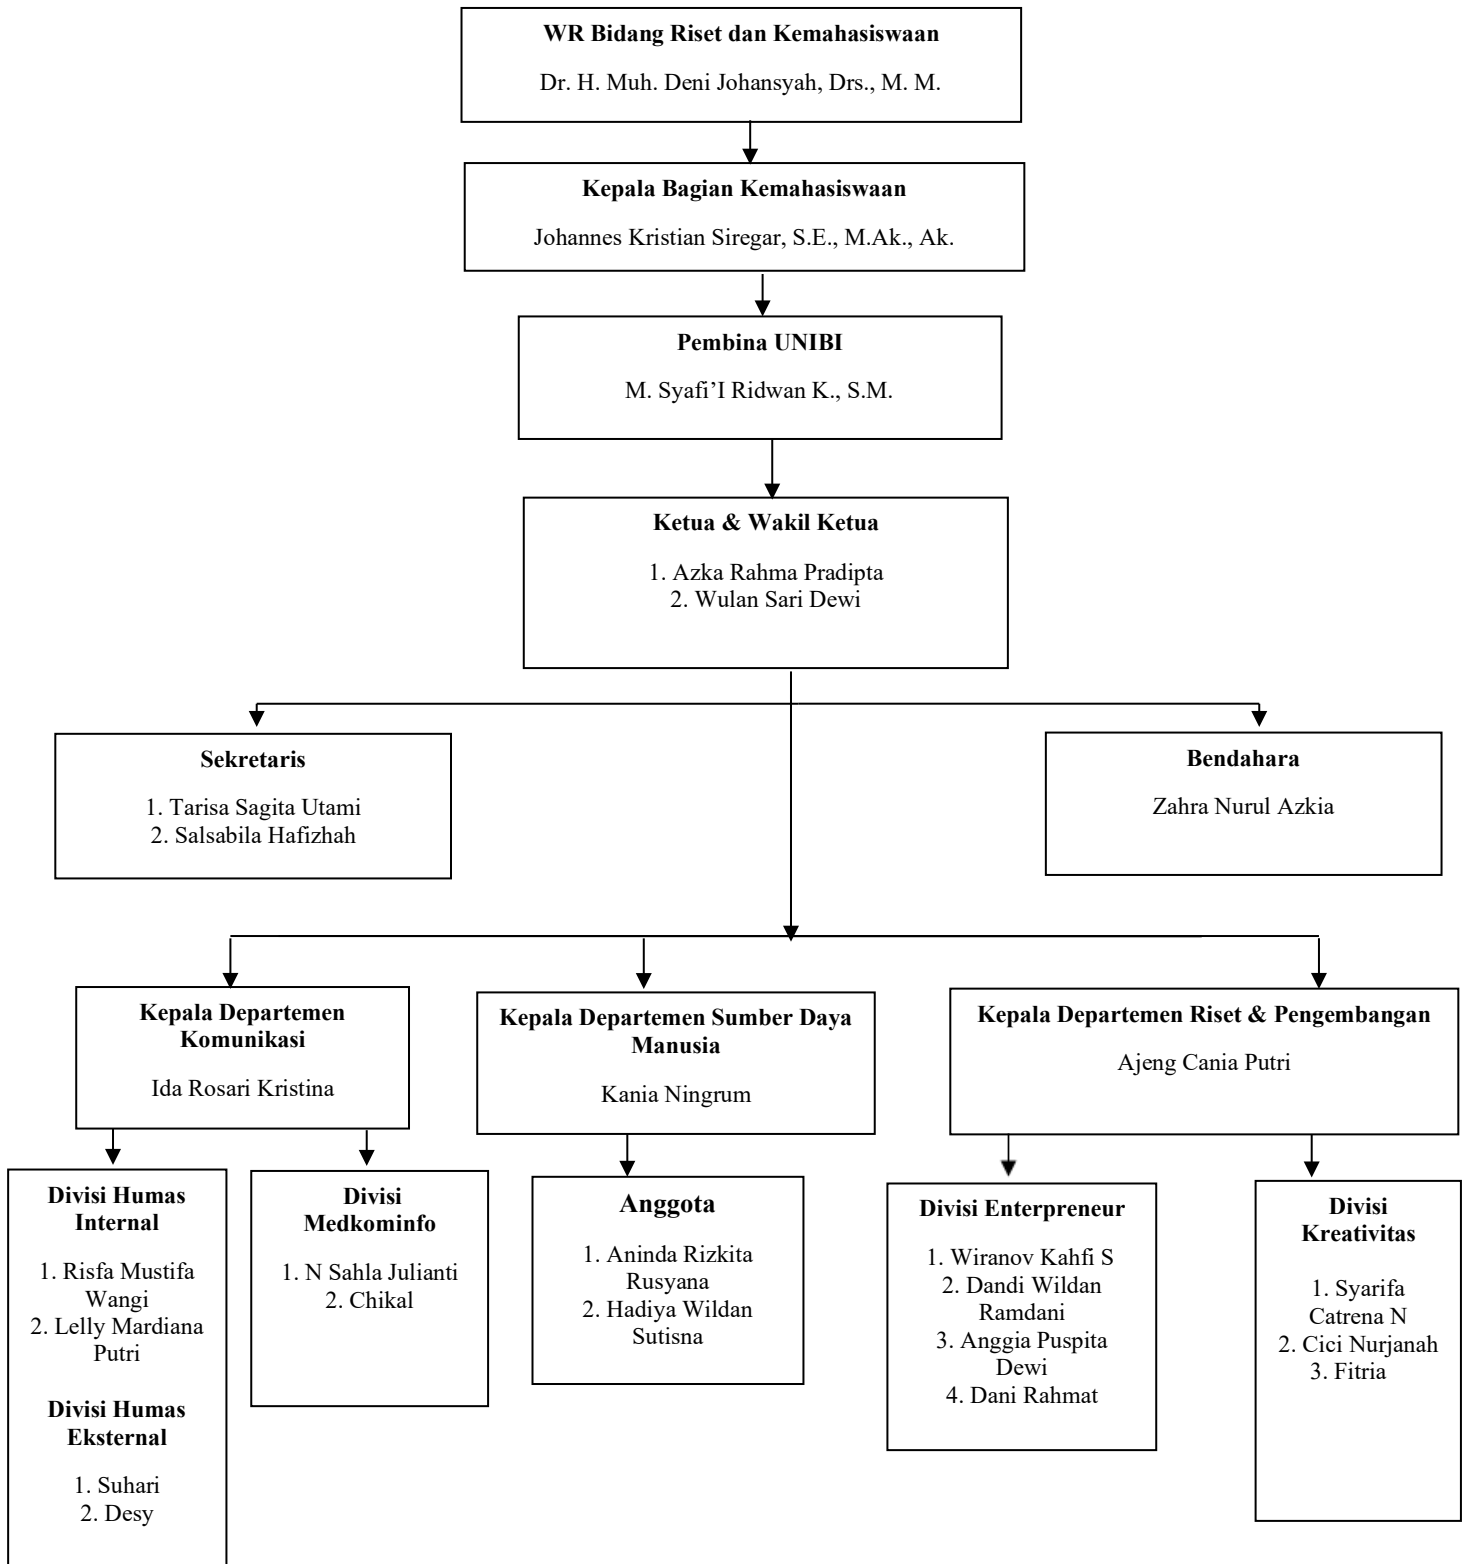 WR Bidang Riset dan Kemahasiswaan
Dr. H. Muh. Deni Johansyah, Drs., M. M.
Kepala Bagian Kemahasiswaan
Johannes Kristian Siregar, S.E., M.Ak., Ak.
Pembina UNIBI
M. Syafi’I Ridwan K., S.M.
Ketua & Wakil Ketua
1. Azka Rahma Pradipta
2. Wulan Sari Dewi
Sekretaris
1. Tarisa Sagita Utami
2. Salsabila Hafizhah
Bendahara
Zahra Nurul Azkia
Kepala Departemen
Komunikasi
Ida Rosari Kristina
Kepala Departemen Sumber Daya
Manusia
Kania Ningrum
Kepala Departemen Riset & Pengembangan
Ajeng Cania Putri
Divisi Humas
Internal
1. Risfa Mustifa
Wangi
2. Lelly Mardiana
Putri
Divisi Humas
Eksternal
1. Suhari
2. Desy
Divisi
Medkominfo
1. N Sahla Julianti
2. Chikal
Anggota
1. Aninda Rizkita
Rusyana
2. Hadiya Wildan
Sutisna
Divisi Enterpreneur
1. Wiranov Kahfi S
2. Dandi Wildan
Ramdani
3. Anggia Puspita
Dewi
4. Dani Rahmat
Divisi
Kreativitas
1. Syarifa
Catrena N
2. Cici Nurjanah
3. Fitria